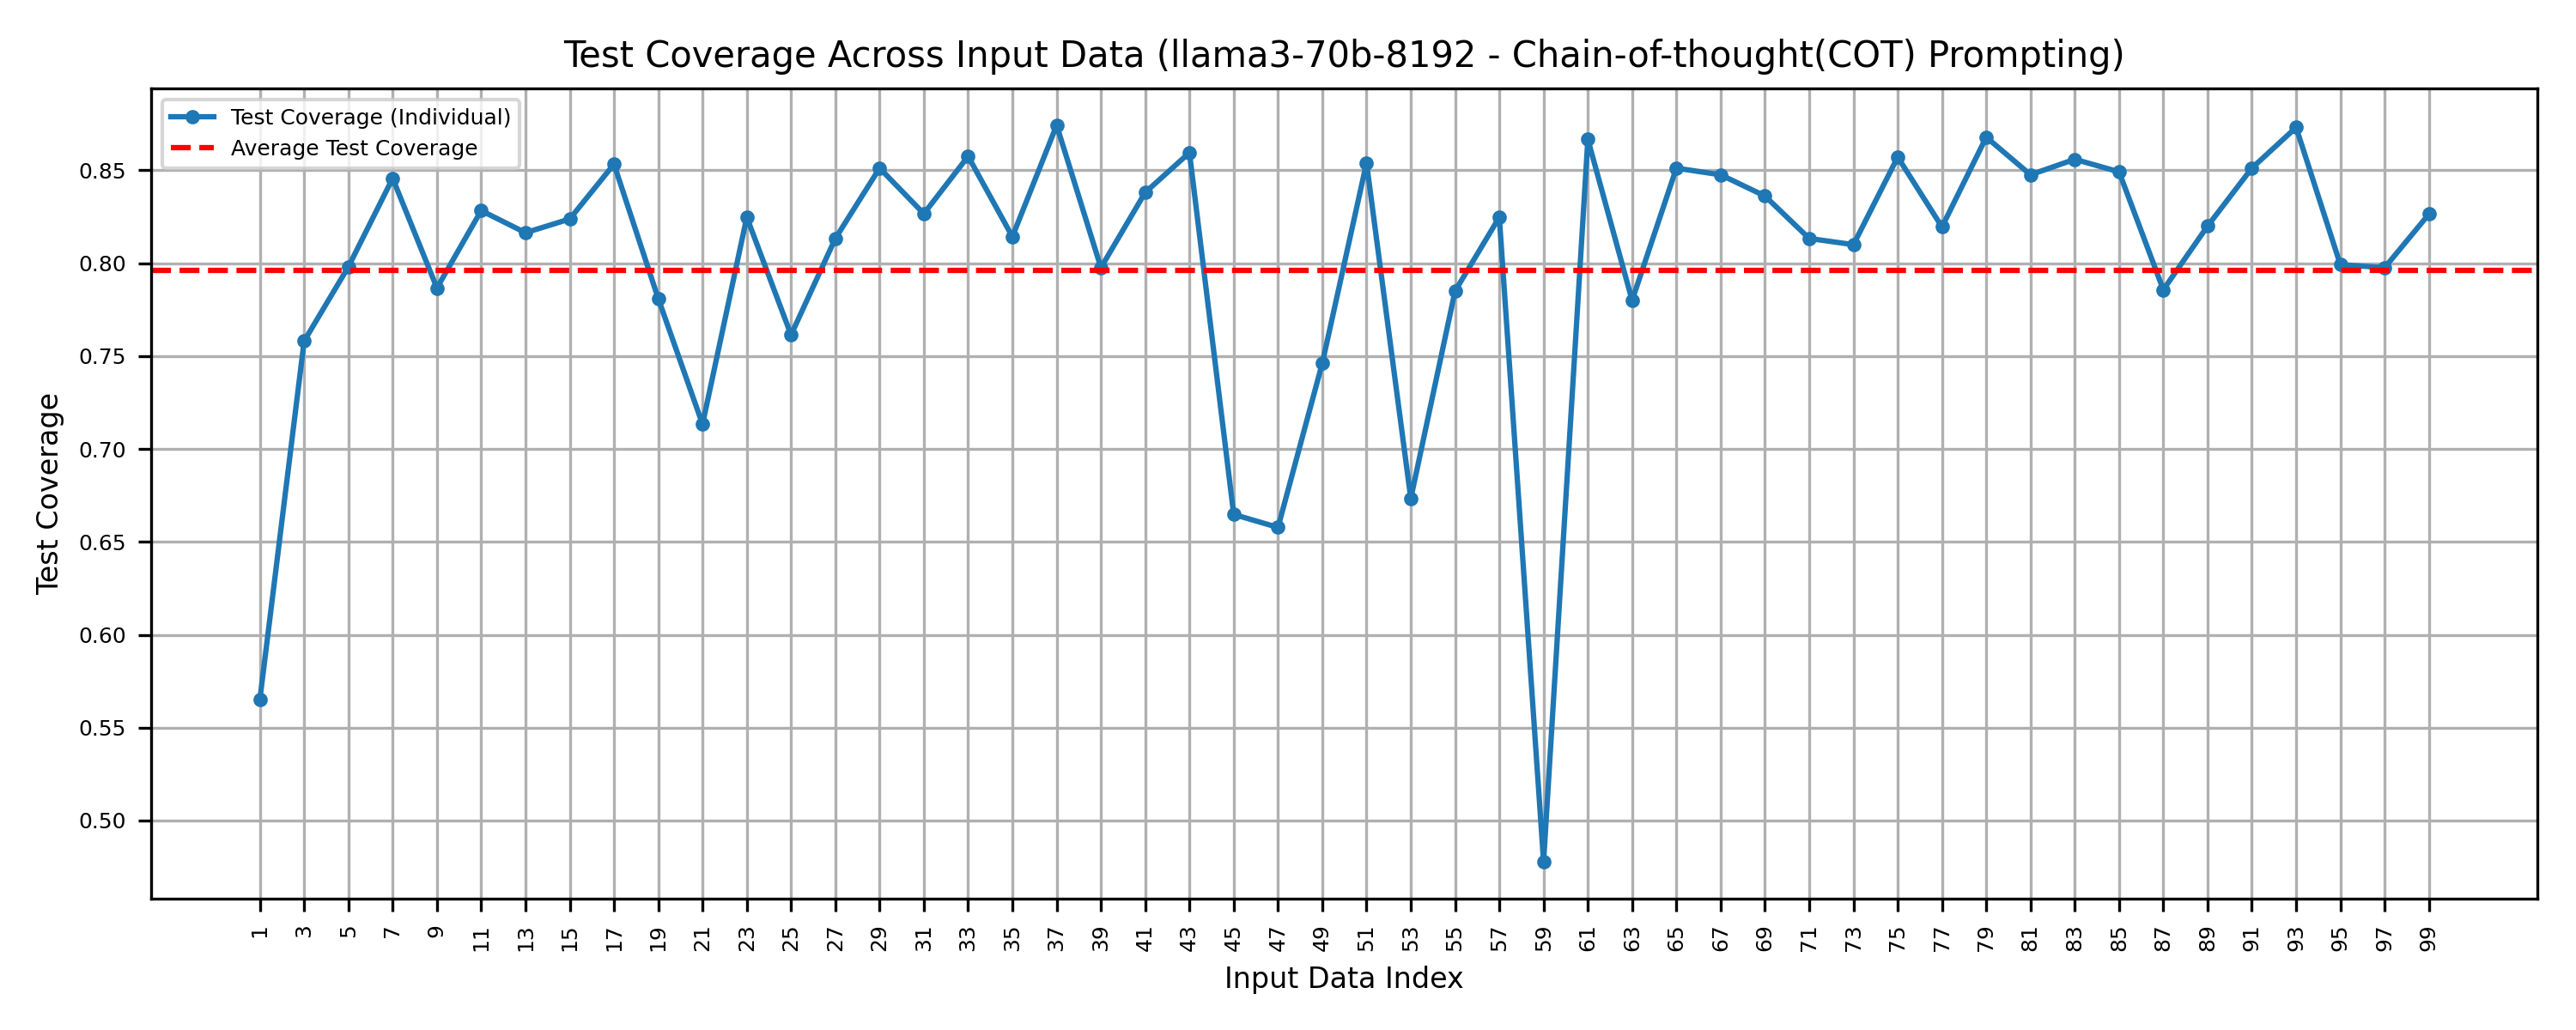 Test Coverage Across Input Data (llama3-70b-8192 - Chain-of-thought(COT) Prompting)
Test Coverage (Individual)
Average Test Coverage
Test Coverage
0.85
0.80
0.75
0.70
0.65
0.60
0.55
0.50
1 3 5 7 9 11 13 15 17 19 21 23 25 27 29 31 33 35 37 39 41 43 45 47 49 51 53 55 57 59 61 63 65 67 69 71 73 75 77 79 81 83 85 87 89 91 93 95 97 99
Input Data Index